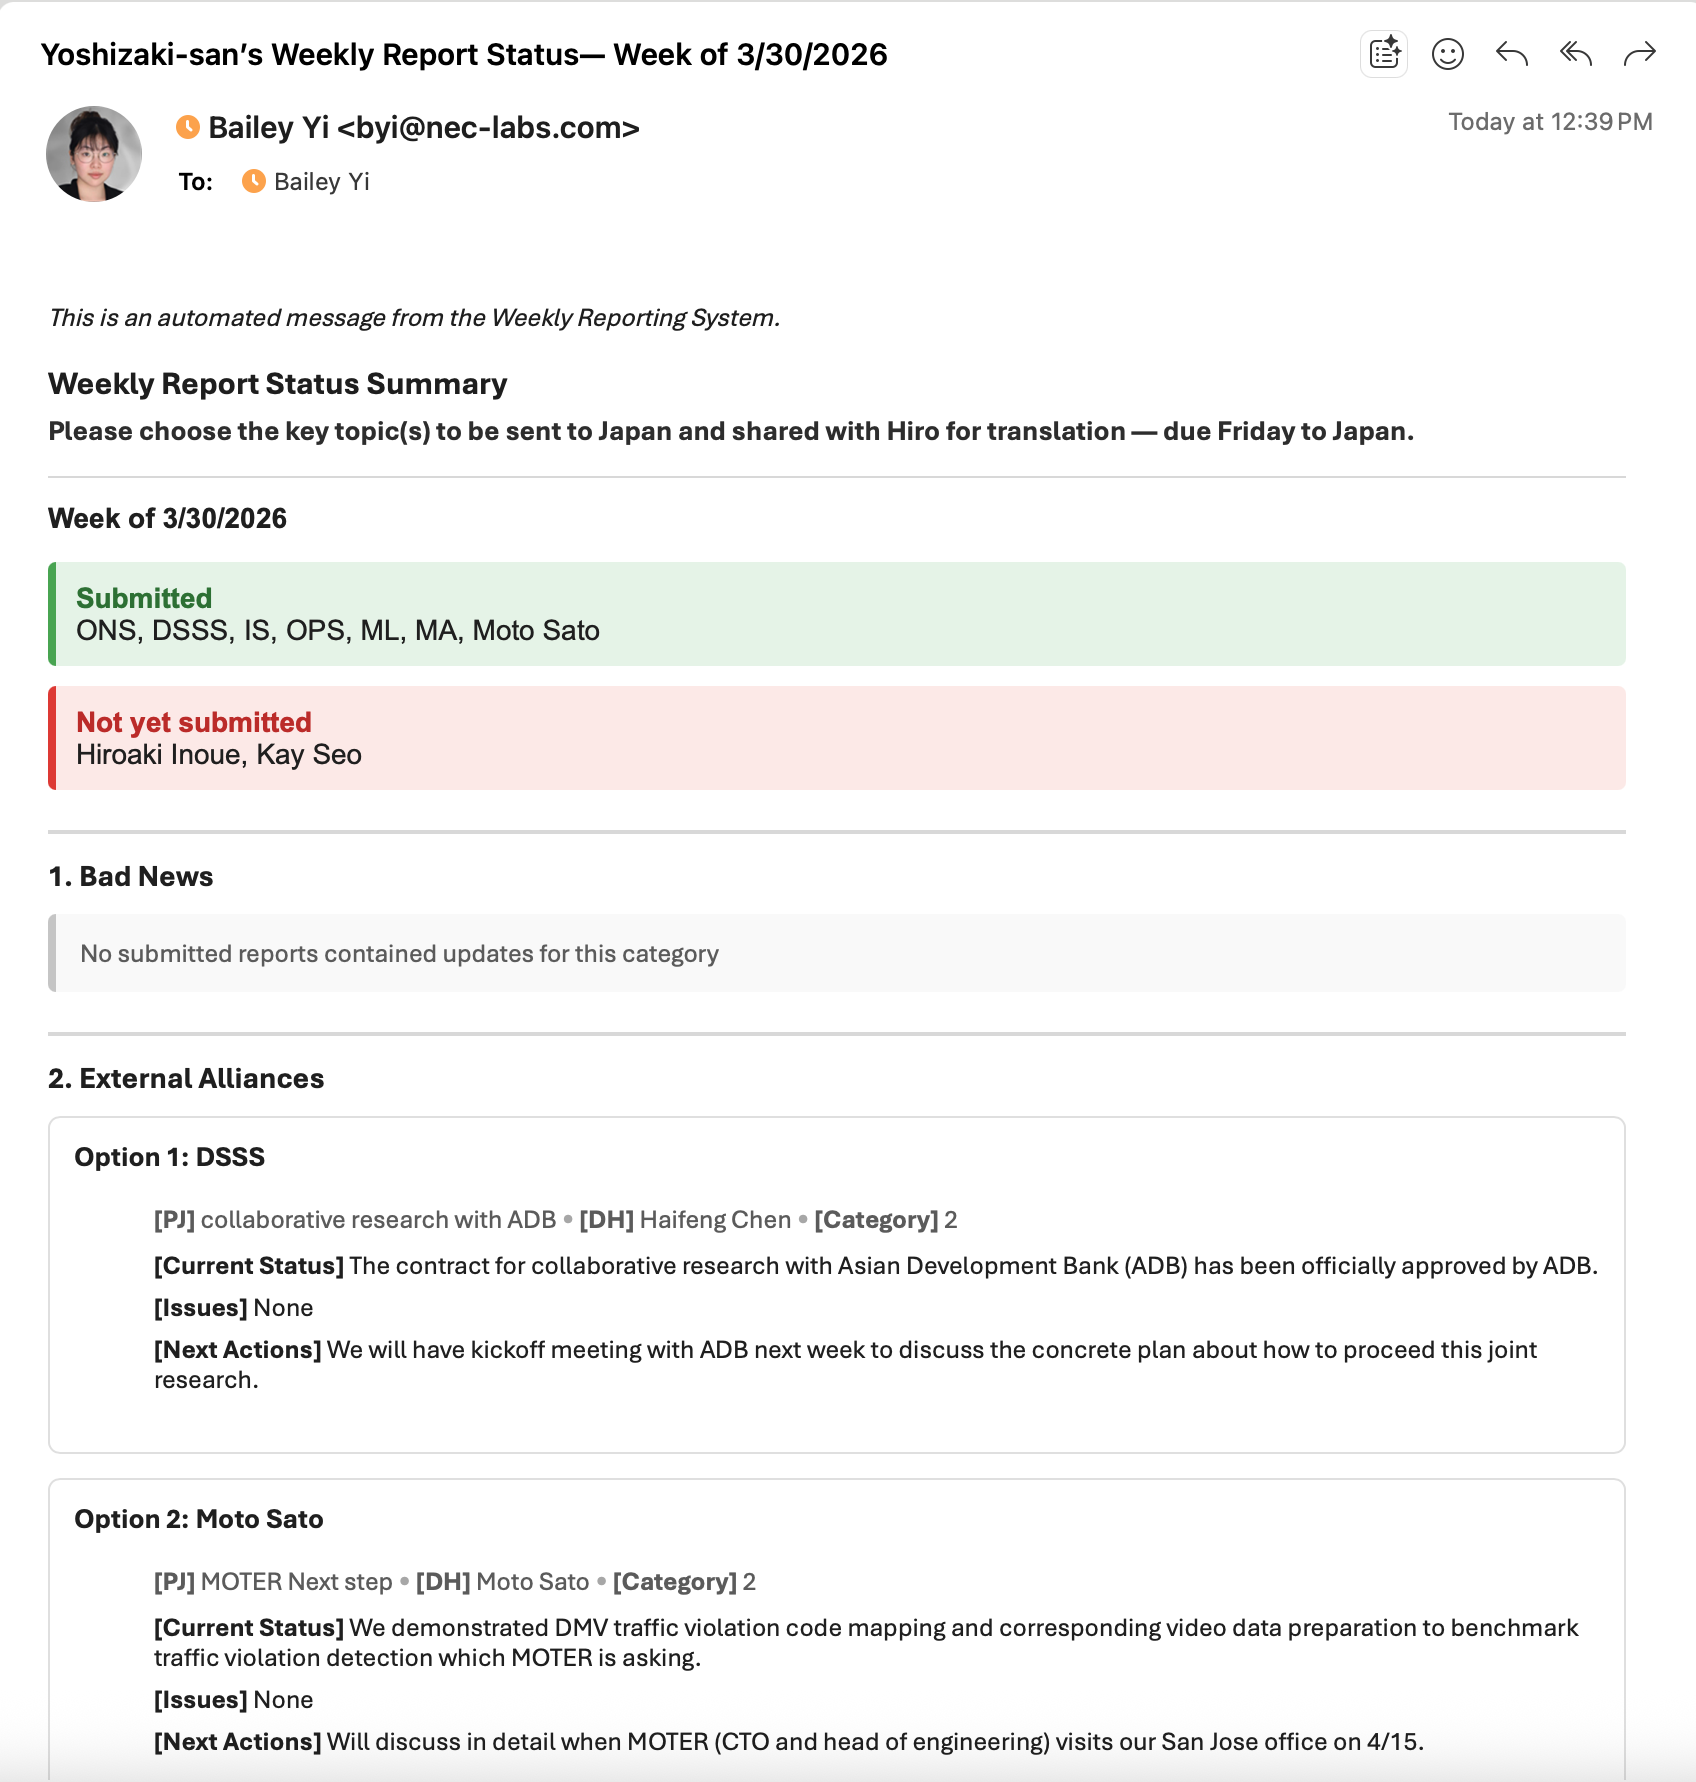 Yoshizaki-san’s Weekly Report Status— Week of 3/30/2026
Bailey Yi <byi@nec-labs.com>
Today at 12:39 PM
To: Bailey Yi
This is an automated message from the Weekly Reporting System.
Weekly Report Status Summary
Please choose the key topic(s) to be sent to Japan and shared with Hiro for translation — due Friday to Japan.
Week of 3/30/2026
Submitted
ONS, DSSS, IS, OPS, ML, MA, Moto Sato
Not yet submitted
Hiroaki Inoue, Kay Seo
1. Bad News
No submitted reports contained updates for this category
2. External Alliances
Option 1: DSSS
[PJ] collaborative research with ADB • [DH] Haifeng Chen • [Category] 2
[Current Status] The contract for collaborative research with Asian Development Bank (ADB) has been officially approved by ADB.
[Issues] None
[Next Actions] We will have kickoff meeting with ADB next week to discuss the concrete plan about how to proceed this joint
research.
Option 2: Moto Sato
[PJ] MOTER Next step • [DH] Moto Sato • [Category] 2
[Current Status] We demonstrated DMV traffic violation code mapping and corresponding video data preparation to benchmark
traffic violation detection which MOTER is asking.
[Issues] None
[Next Actions] Will discuss in detail when MOTER (CTO and head of engineering) visits our San Jose office on 4/15.